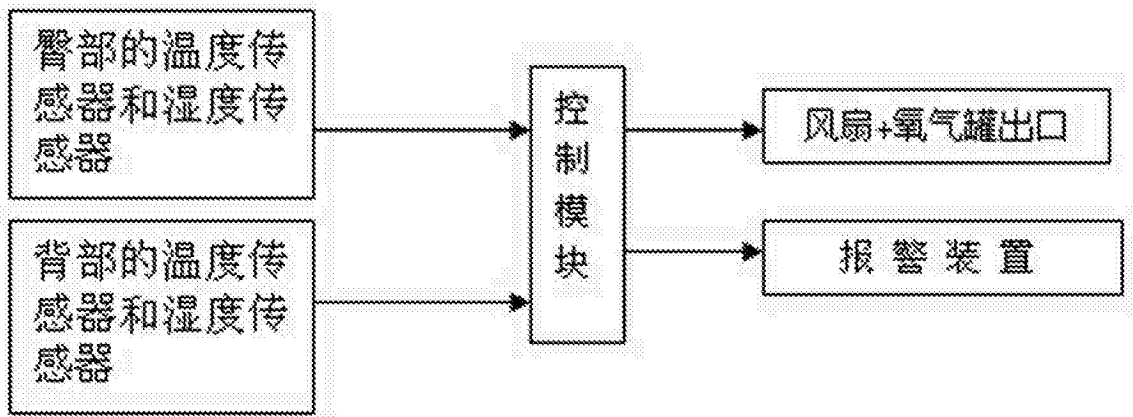 臀部的温度传
感器和湿度传
感器
背部的温度传
感器和湿度传
感器
控
制
模
块
风扇+氧气罐出口
报警装置